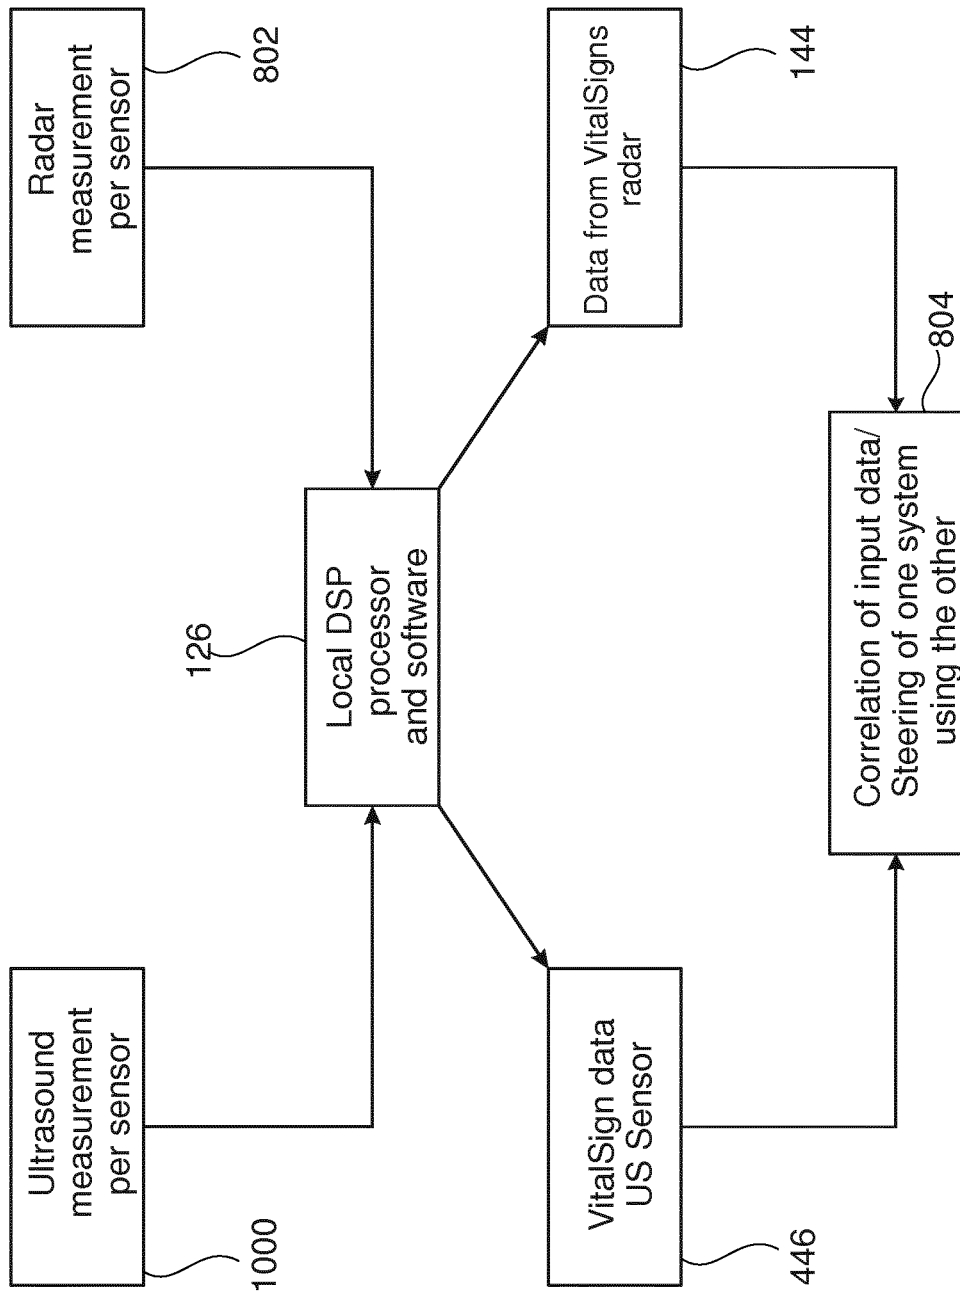 Ultrasound
measurement
per sensor
1000
Radar
measurement
per sensor
802
126
Local DSP
processor
and software
VitalSign data
US Sensor
446
Data from VitalSigns
radar
144
Correlation of input data/
Steering of one system
using the other
804